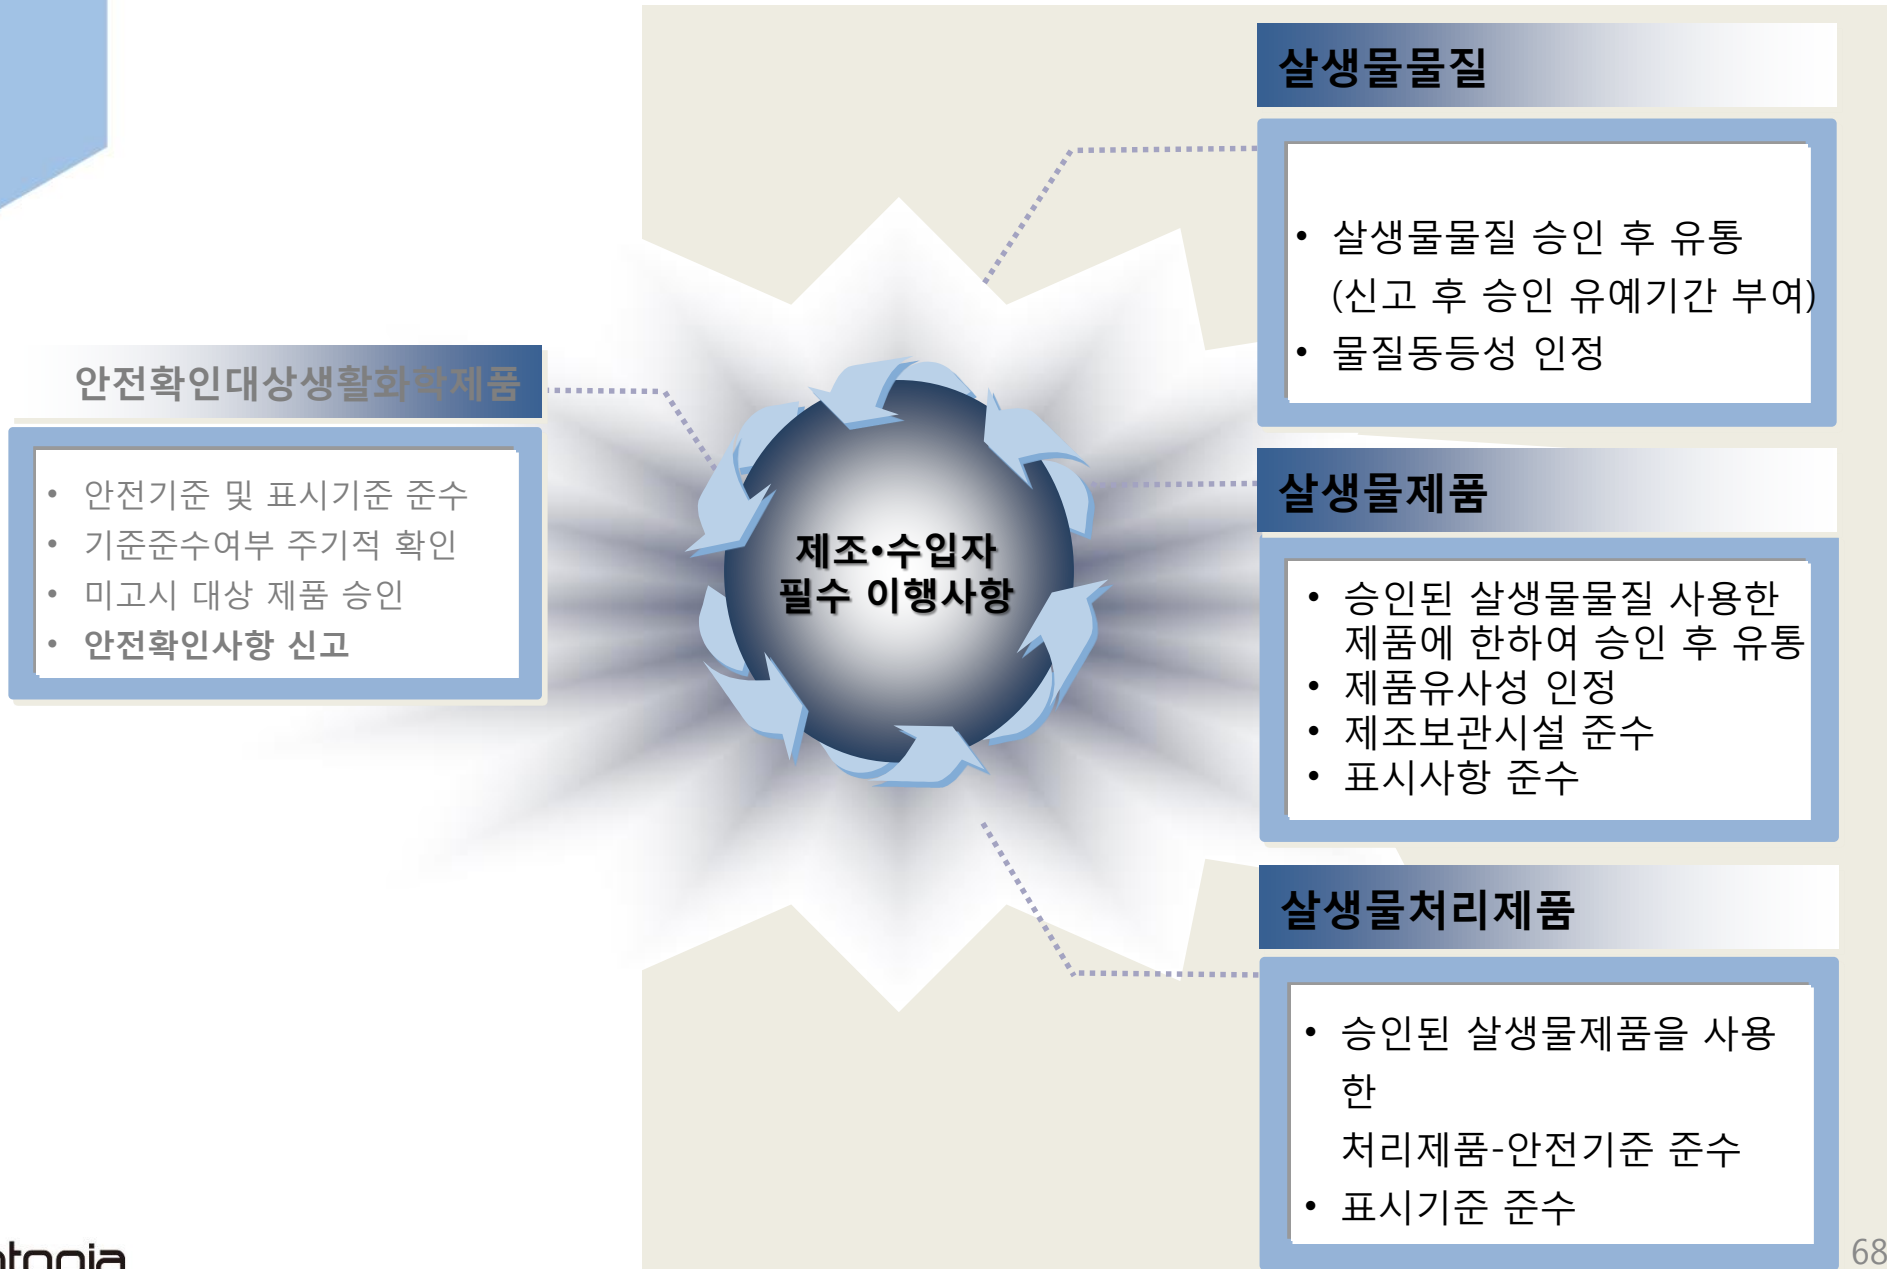 안전확인대상생활화학제품
• 안전기준 및 표시기준 준수
• 기준준수여부 주기적 확인
• 미고시 대상 제품 승인
• 안전확인사항 신고
제조•수입자
필수 이행사항
살생물물질
• 살생물물질 승인 후 유통
(신고 후 승인 유예기간 부여)
• 물질동등성 인정
살생물제품
• 승인된 살생물물질 사용한
제품에 한하여 승인 후 유통
• 제품유사성 인정
• 제조보관시설 준수
• 표시사항 준수
살생물처리제품
• 승인된 살생물제품을 사용
한
처리제품-안전기준 준수
• 표시기준 준수
68